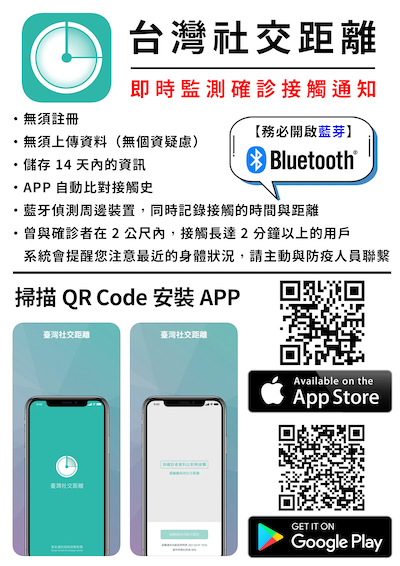 台灣社交距離
即時監測確診接觸通知
・無須註冊
・無須上傳資料（無個資疑慮）
・儲存 14 天內的資訊
・APP 自動比對接觸史
【務必開啟藍芽】
Bluetooth®
・藍牙偵測周邊裝置，同時記錄接觸的時間與距離
・曾與確診者在 2 公尺內，接觸長達 2 分鐘以上的用戶
系統會提醒您注意最近的身體狀況，請主動與防疫人員聯繫
掃描 QR Code 安裝 APP
臺灣社交距離
臺灣社交距離
臺灣社交距離
Available on the
App Store
GET IT ON
Google Play